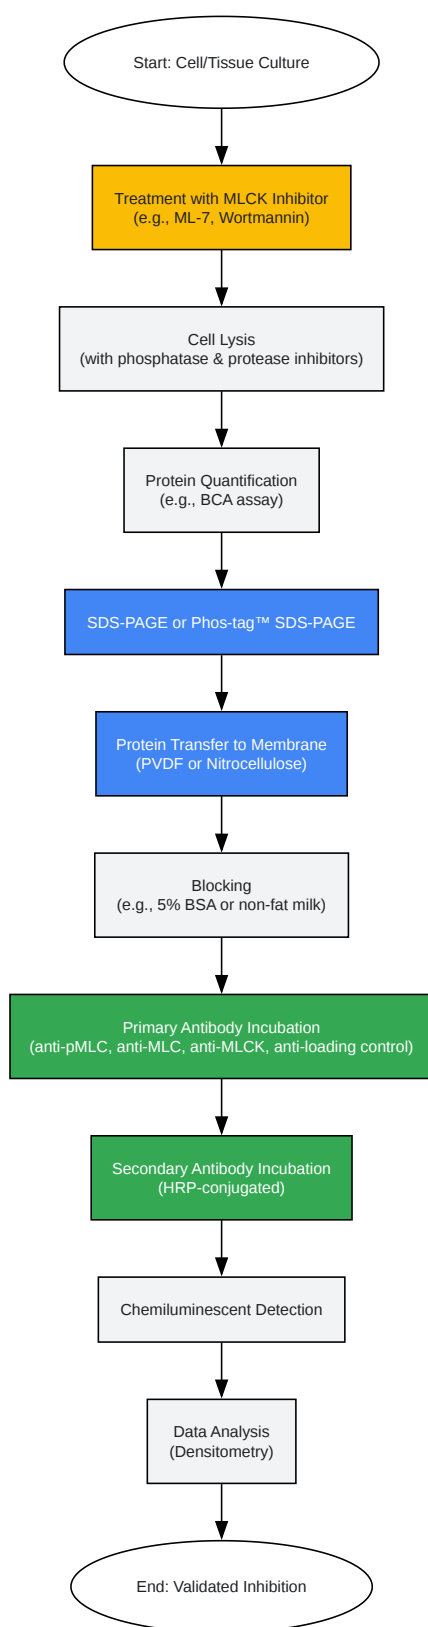 Start: Cell/Tissue Culture
Treatment with MLCK Inhibitor
(e.g., ML-7, Wortmannin)
Cell Lysis
(with phosphatase & protease inhibitors)
Protein Quantification
(e.g., BCA assay)
SDS-PAGE or Phos-tag™ SDS-PAGE
Protein Transfer to Membrane
(PVDF or Nitrocellulose)
Blocking
(e.g., 5% BSA or non-fat milk)
Primary Antibody Incubation
(anti-pMLC, anti-MLC, anti-MLCK, anti-loading control)
Secondary Antibody Incubation
(HRP-conjugated)
Chemiluminescent Detection
Data Analysis
(Densitometry)
End: Validated Inhibition